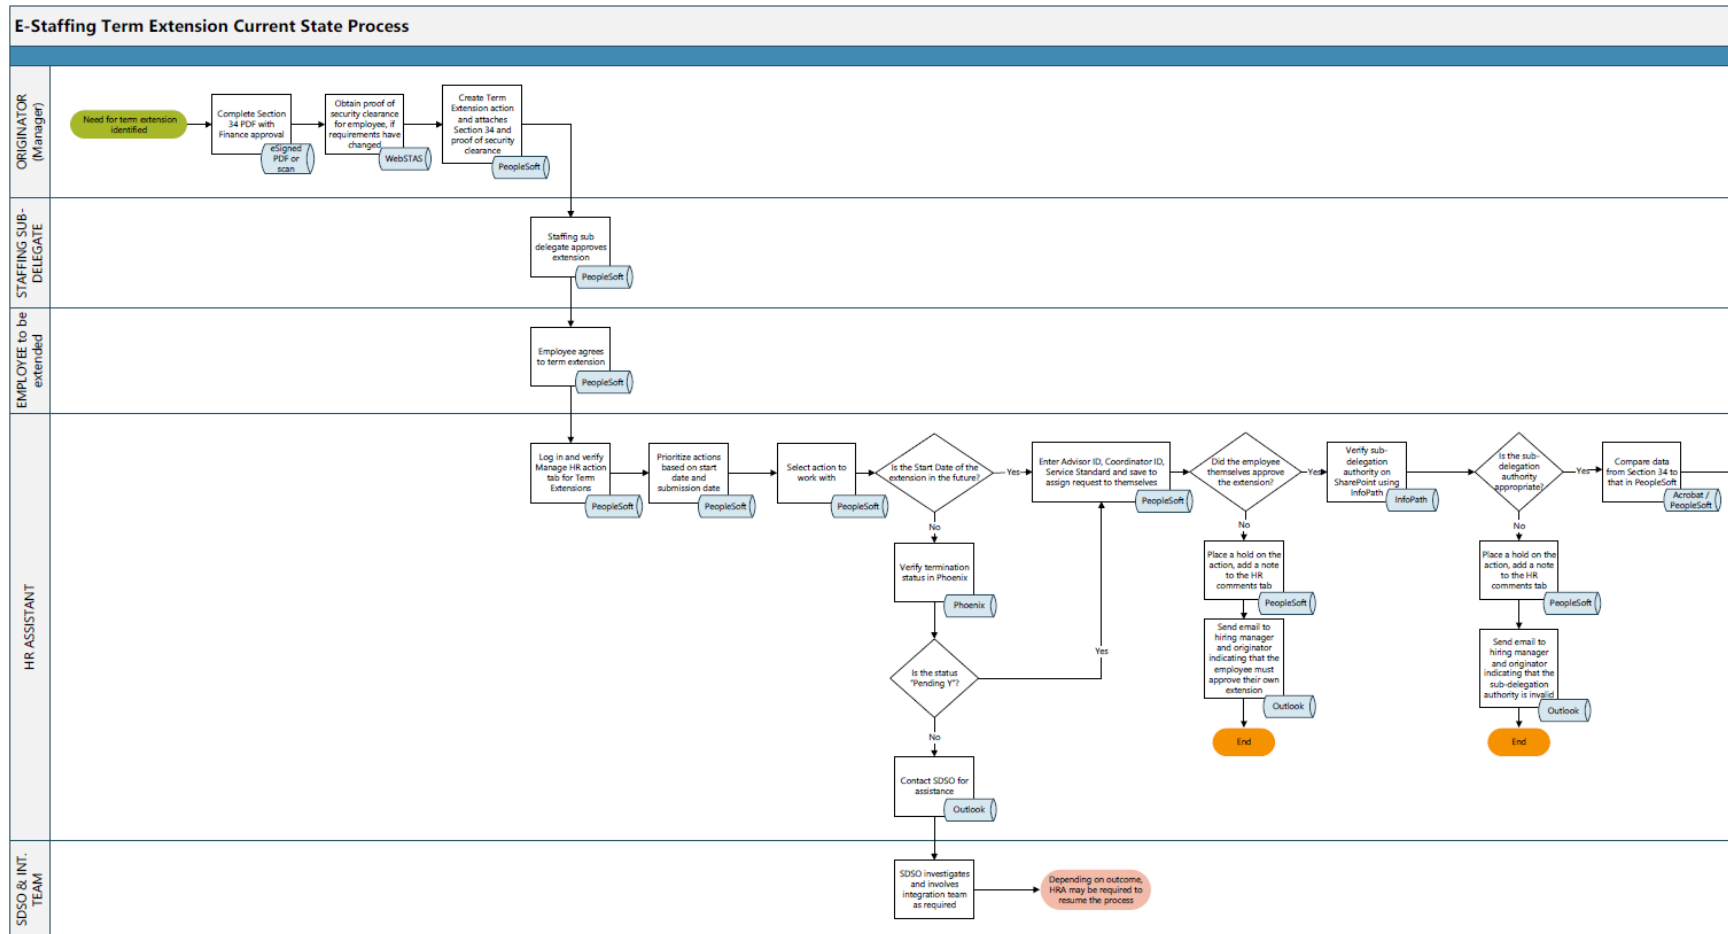 E-Staffing Term Extension Current State Process
ORIGINATOR
(Manager)
Need for term extension
identified
Complete Section
34 PDF with
Finance approval
eSigned
PDF or
scan
Obtain proof of
security clearance
for employee, if
requirements have
changed
WebSTAS
Create Term
Extension action
and attaches
Section 34 and
proof of security
clearance
PeopleSoft
STAFFING SUB-
DELEGATE
Staffing sub
delegate approves
extension
PeopleSoft
EMPLOYEE to be
extended
Employee agrees
to term extension
PeopleSoft
HR ASSISTANT
Log in and verify
Manage HR action
tab for Term
Extensions
PeopleSoft
Prioritize actions
based on start
date and
submission date
PeopleSoft
Select action to
work with
PeopleSoft
Is the Start Date of the
extension in the future?
Yes
No
Verify termination
status in Phoenix
Phoenix
Is the status
"Pending Y"?
Yes
No
Contact SDSO for
assistance
Outlook
Enter Advisor ID, Coordinator ID,
Service Standard and save to
assign request to themselves
PeopleSoft
Did the employee
themselves approve
the extension?
Yes
No
Place a hold on the
action, add a note
to the HR
comments tab
PeopleSoft
Send email to
hiring manager
and originator
indicating that the
employee must
approve their own
extension
Outlook
End
Verify sub-
delegation
authority on
SharePoint using
InfoPath
InfoPath
Is the sub-
delegation
authority
appropriate?
Yes
No
Place a hold on the
action, add a note
to the HR
comments tab
PeopleSoft
Send email to
hiring manager
and originator
indicating that the
sub-delegation
authority is invalid
Outlook
End
Compare data
from Section 34 to
that in PeopleSoft
Acrobat /
PeopleSoft
SDSO & INT.
TEAM
SDSO investigates
and involves
integration team
as required
Depending on outcome,
HRA may be required to
resume the process